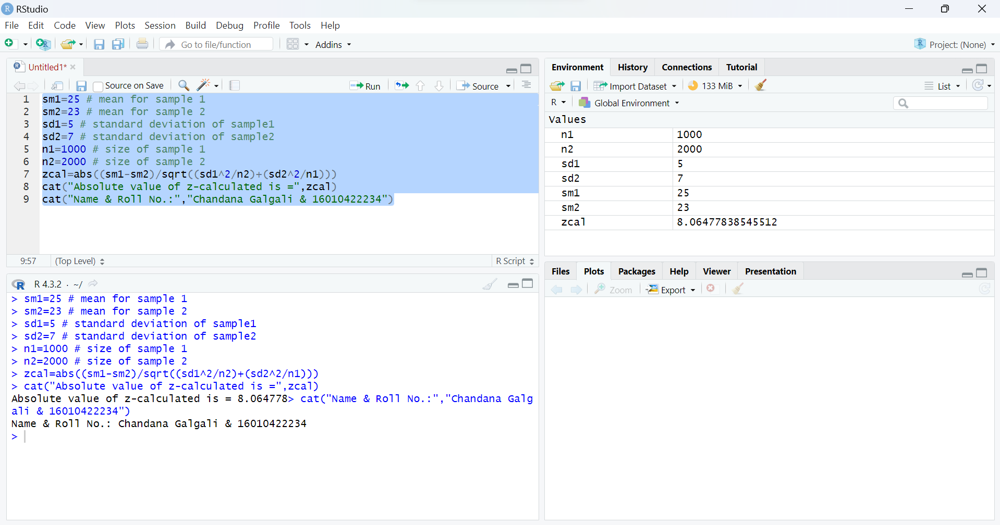 RStudio
File Edit Code View Plots Session Build Debug Profile Tools Help
Go to file/function Addins Project: (None)
Untitled1*
Source on Save Run Source
1 sm1=25 # mean for sample 1
2 sm2=23 # mean for sample 2
3 sd1=5 # standard deviation of sample1
4 sd2=7 # standard deviation of sample2
5 n1=1000 # size of sample 1
6 n2=2000 # size of sample 2
7 zcal=abs((sm1-sm2)/sqrt((sd1^2/n2)+(sd2^2/n1)))
8 cat("Absolute value of z-calculated is =",zcal)
9 cat("Name & Roll No.:","Chandana Galgali & 16010422234")
9:57 (Top Level) R Script
R 4.3.2 · ~/
> sm1=25 # mean for sample 1
> sm2=23 # mean for sample 2
> sd1=5 # standard deviation of sample1
> sd2=7 # standard deviation of sample2
> n1=1000 # size of sample 1
> n2=2000 # size of sample 2
> zcal=abs((sm1-sm2)/sqrt((sd1^2/n2)+(sd2^2/n1)))
> cat("Absolute value of z-calculated is =",zcal)
Absolute value of z-calculated is = 8.064778> cat("Name & Roll No.:","Chandana Galg
ali & 16010422234")
Name & Roll No.: Chandana Galgali & 16010422234
>
Environment History Connections Tutorial
Import Dataset 133 MiB List
R Global Environment
Values
n1 1000
n2 2000
sd1 5
sd2 7
sm1 25
sm2 23
zcal 8.06477838545512
Files Plots Packages Help Viewer Presentation
Zoom Export